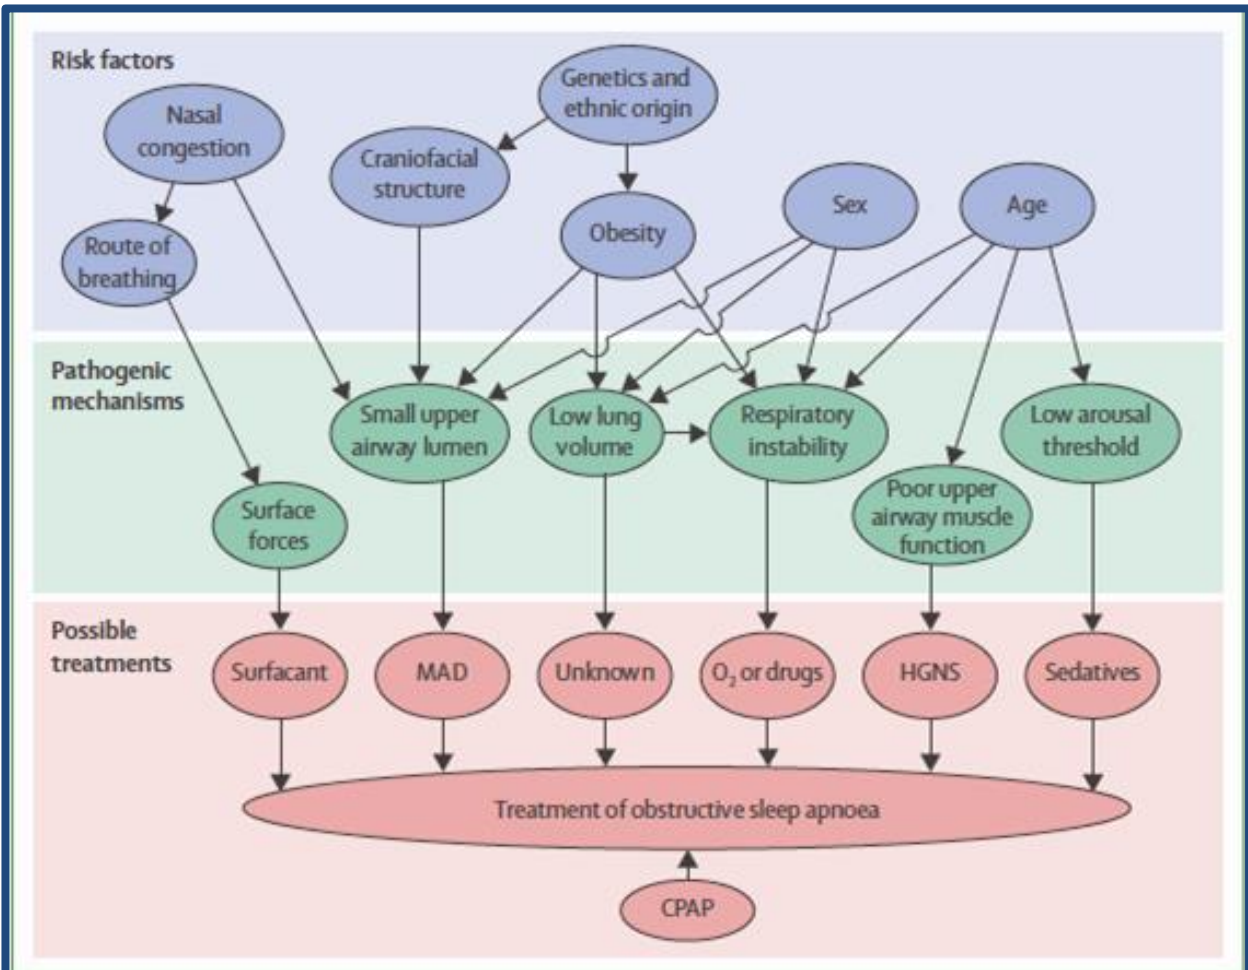 Risk factors
Genetics and
ethnic origin
Nasal
congestion
Craniofacial
structure
Sex
Age
Obesity
Route of
breathing
Pathogenic
mechanisms
Small upper
airway lumen
Low lung
volume
Respiratory
instability
Low arousal
threshold
Surface
forces
Poor upper
airway muscle
function
Possible
treatments
Surfacant
MAD
Unknown
O₂ or drugs
HGNS
Sedatives
Treatment of obstructive sleep apnoea
CPAP